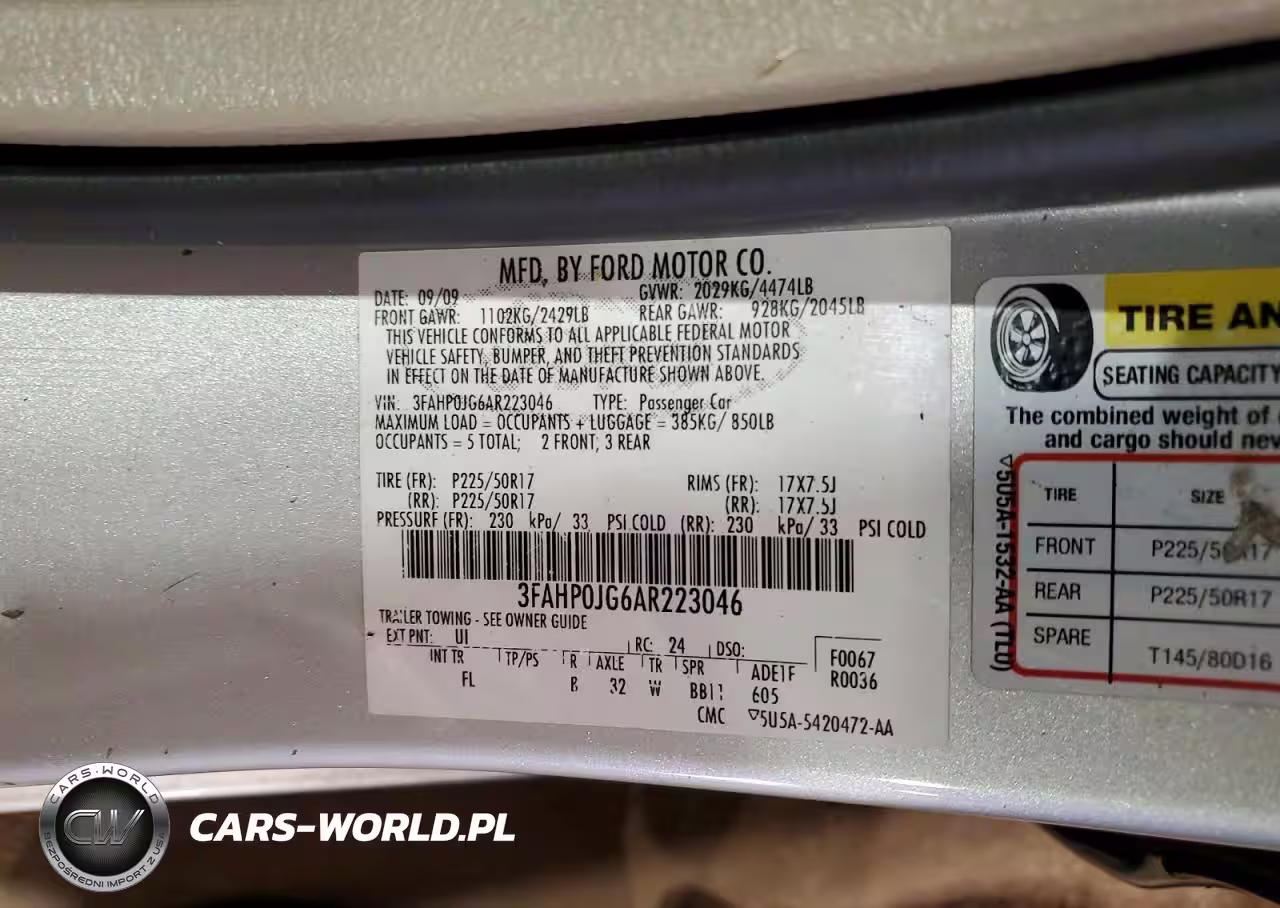 MFD. BY FORD MOTOR CO.
DATE: 09/09
GVWR: 2029KG/4474LB
FRONT GAWR: 1102KG/2429LB
REAR GAWR: 928KG/2045LB
THIS VEHICLE CONFORMS TO ALL APPLICABLE FEDERAL MOTOR
VEHICLE SAFETY, BUMPER, AND THEFT PREVENTION STANDARDS
IN EFFECT ON THE DATE OF MANUFACTURE SHOWN ABOVE.
VIN: 3FAHP0JG6AR223046 TYPE: Passenger Car
MAXIMUM LOAD = OCCUPANTS + LUGGAGE = 385KG/ 850LB
OCCUPANTS = 5 TOTAL; 2 FRONT; 3 REAR
TIRE (FR): P225/50R17 RIMS (FR): 17X7.5J
(RR): P225/50R17 (RR): 17X7.5J
PRESSURE (FR): 230 kPa/ 33 PSI COLD (RR): 230 kPa/ 33 PSI COLD
3FAHP0JG6AR223046
TRAILER TOWING - SEE OWNER GUIDE
EXT PNT: UI RC: 24 DSO:
F0067
R0036
INT TR TP/PS R AXLE TR SPR ADE1F
FL 32 W 605
CMC ▽5U5A-5420472-AA
TIRE AN
SEATING CAPACITY
The combined weight of
and cargo should nev
▽5U5A-1532-AA (TL0)
TIRE SIZE
FRONT P225/50R17
REAR P225/50R17
SPARE T145/80D16
CARS-WORLD
CW
BEZPOŚREDNI IMPORT Z USA
CARS-WORLD.PL